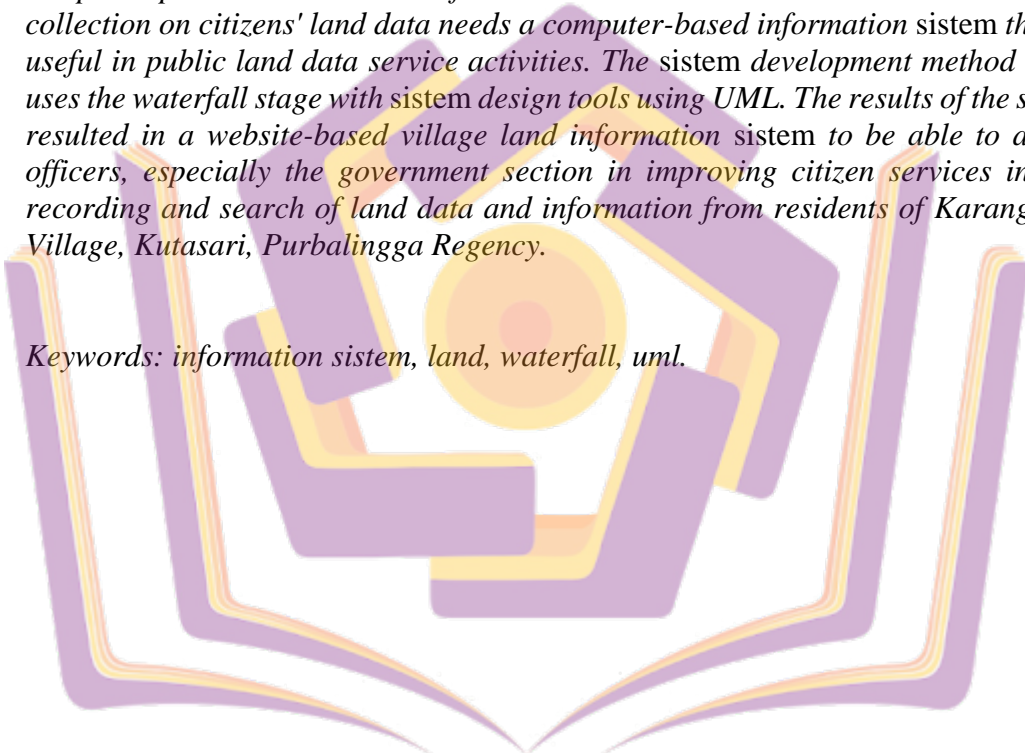 collection on citizens' land data needs a computer-based information sistem
useful in public land data service activities. The sistem development method
uses the waterfall stage with sistem design tools using UML. The results of the
resulted in a website-based village land information sistem to be able to
officers, especially the government section in improving citizen services
recording and search of land data and information from residents of
Village, Kutasari, Purbalingga Regency.
Keywords: information sistem, land, waterfall, uml.